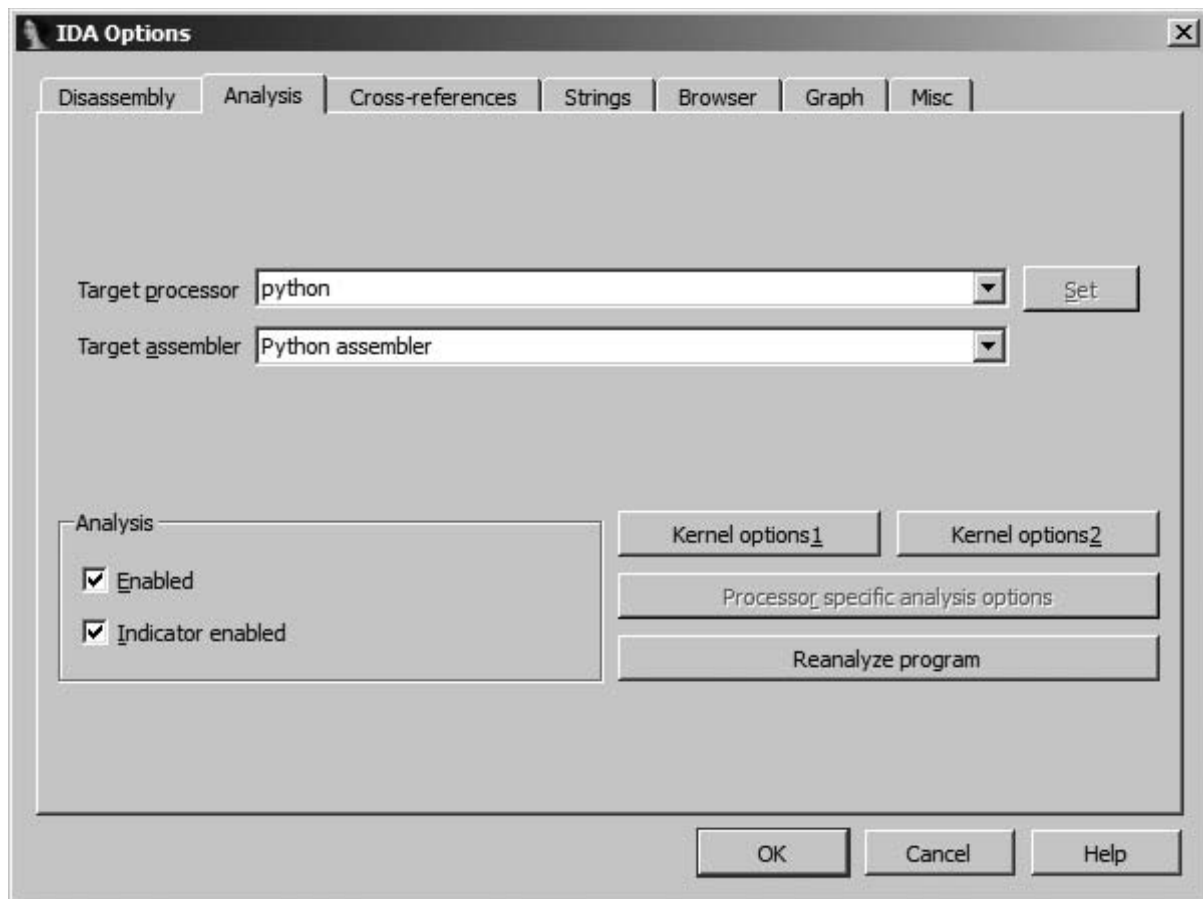 IDA Options
Disassembly Analysis Cross-references Strings Browser Graph Misc
Target processor python Set
Target assembler Python assembler
Analysis
Kernel options1 Kernel options2
Enabled
Processor specific analysis options
Indicator enabled
Reanalyze program
OK Cancel Help